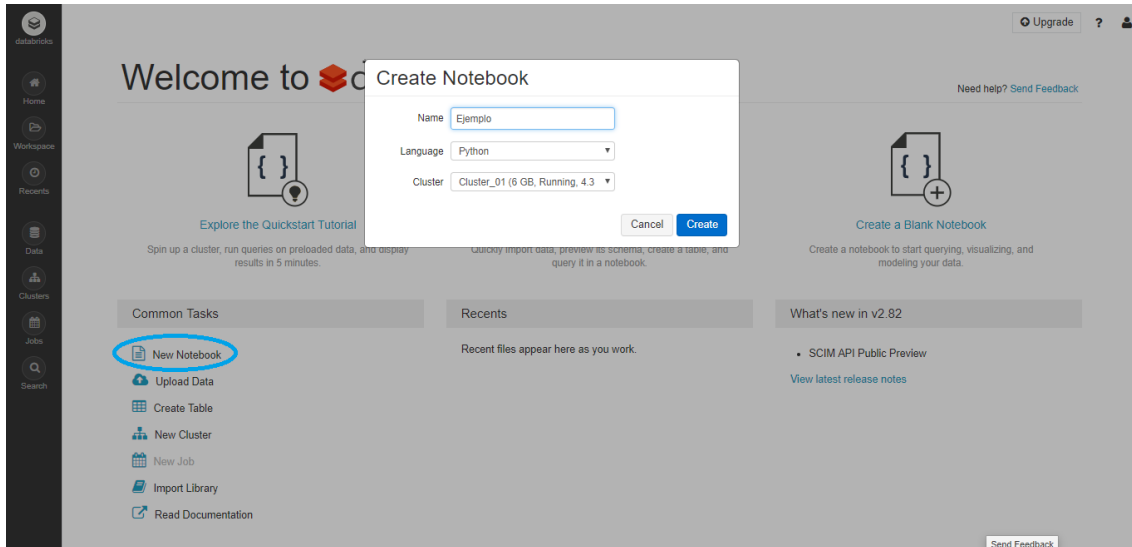 databricks
Home
Workspace
Recents
Data
Clusters
Jobs
Search
Upgrade ?
Welcome to
Need help? Send Feedback
Create Notebook
Name Ejemplo
Language Python
Cluster Cluster_01 (6 GB, Running, 4.3
Cancel Create
Explore the Quickstart Tutorial
Spin up a cluster, run queries on preloaded data, and display
results in 5 minutes.
Quickly import data, preview its schema, create a table, and
query it in a notebook.
Create a Blank Notebook
Create a notebook to start querying, visualizing, and
modeling your data.
Common Tasks
New Notebook
Upload Data
Create Table
New Cluster
New Job
Import Library
Read Documentation
Recents
Recent files appear here as you work.
What's new in v2.82
SCIM API Public Preview
View latest release notes
Send Feedback